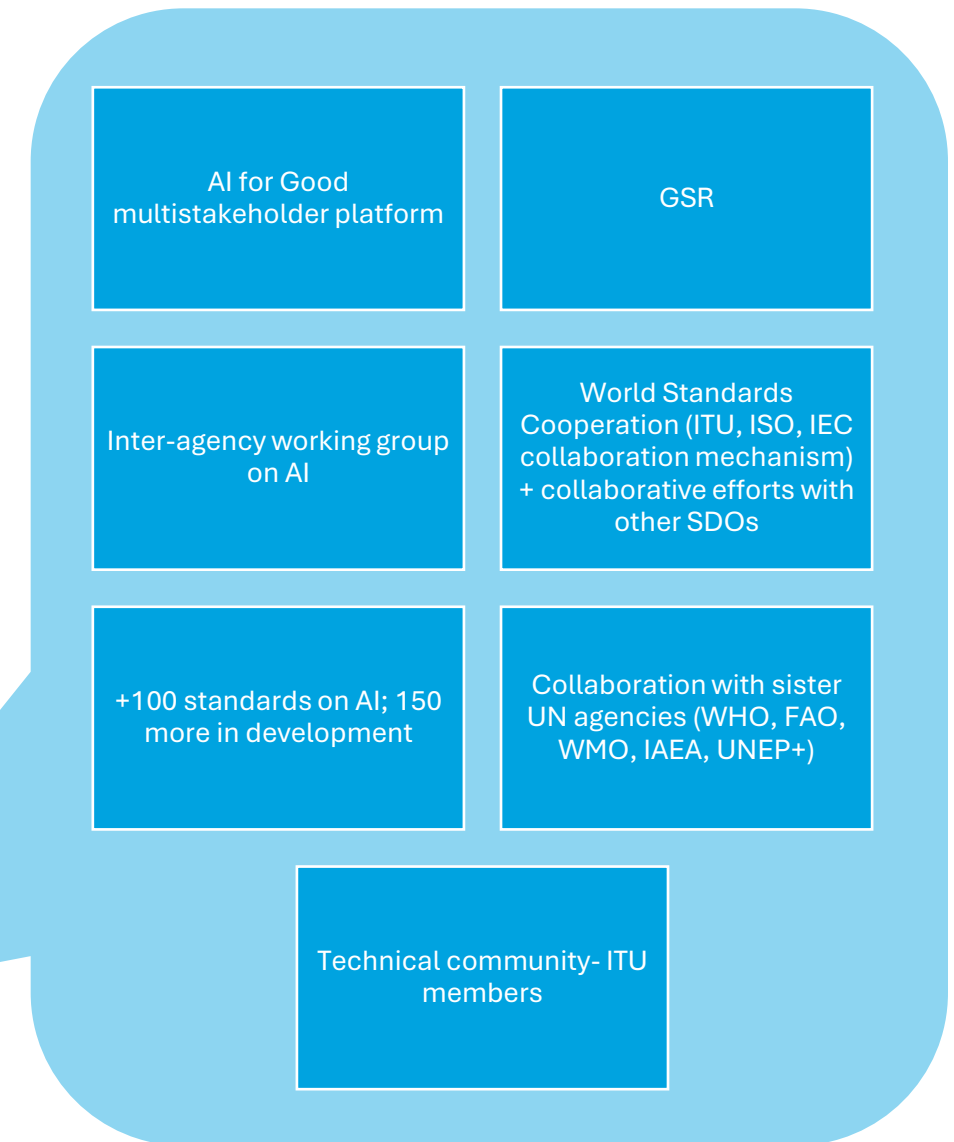 AI for Good
multistakeholder platform
GSR
Inter-agency working group
on AI
World Standards
Cooperation (ITU, ISO, IEC
collaboration mechanism)
+ collaborative efforts with
other SDOs
+100 standards on AI; 150
more in development
Collaboration with sister
UN agencies (WHO, FAO,
WMO, IAEA, UNEP+)
Technical community- ITU
members